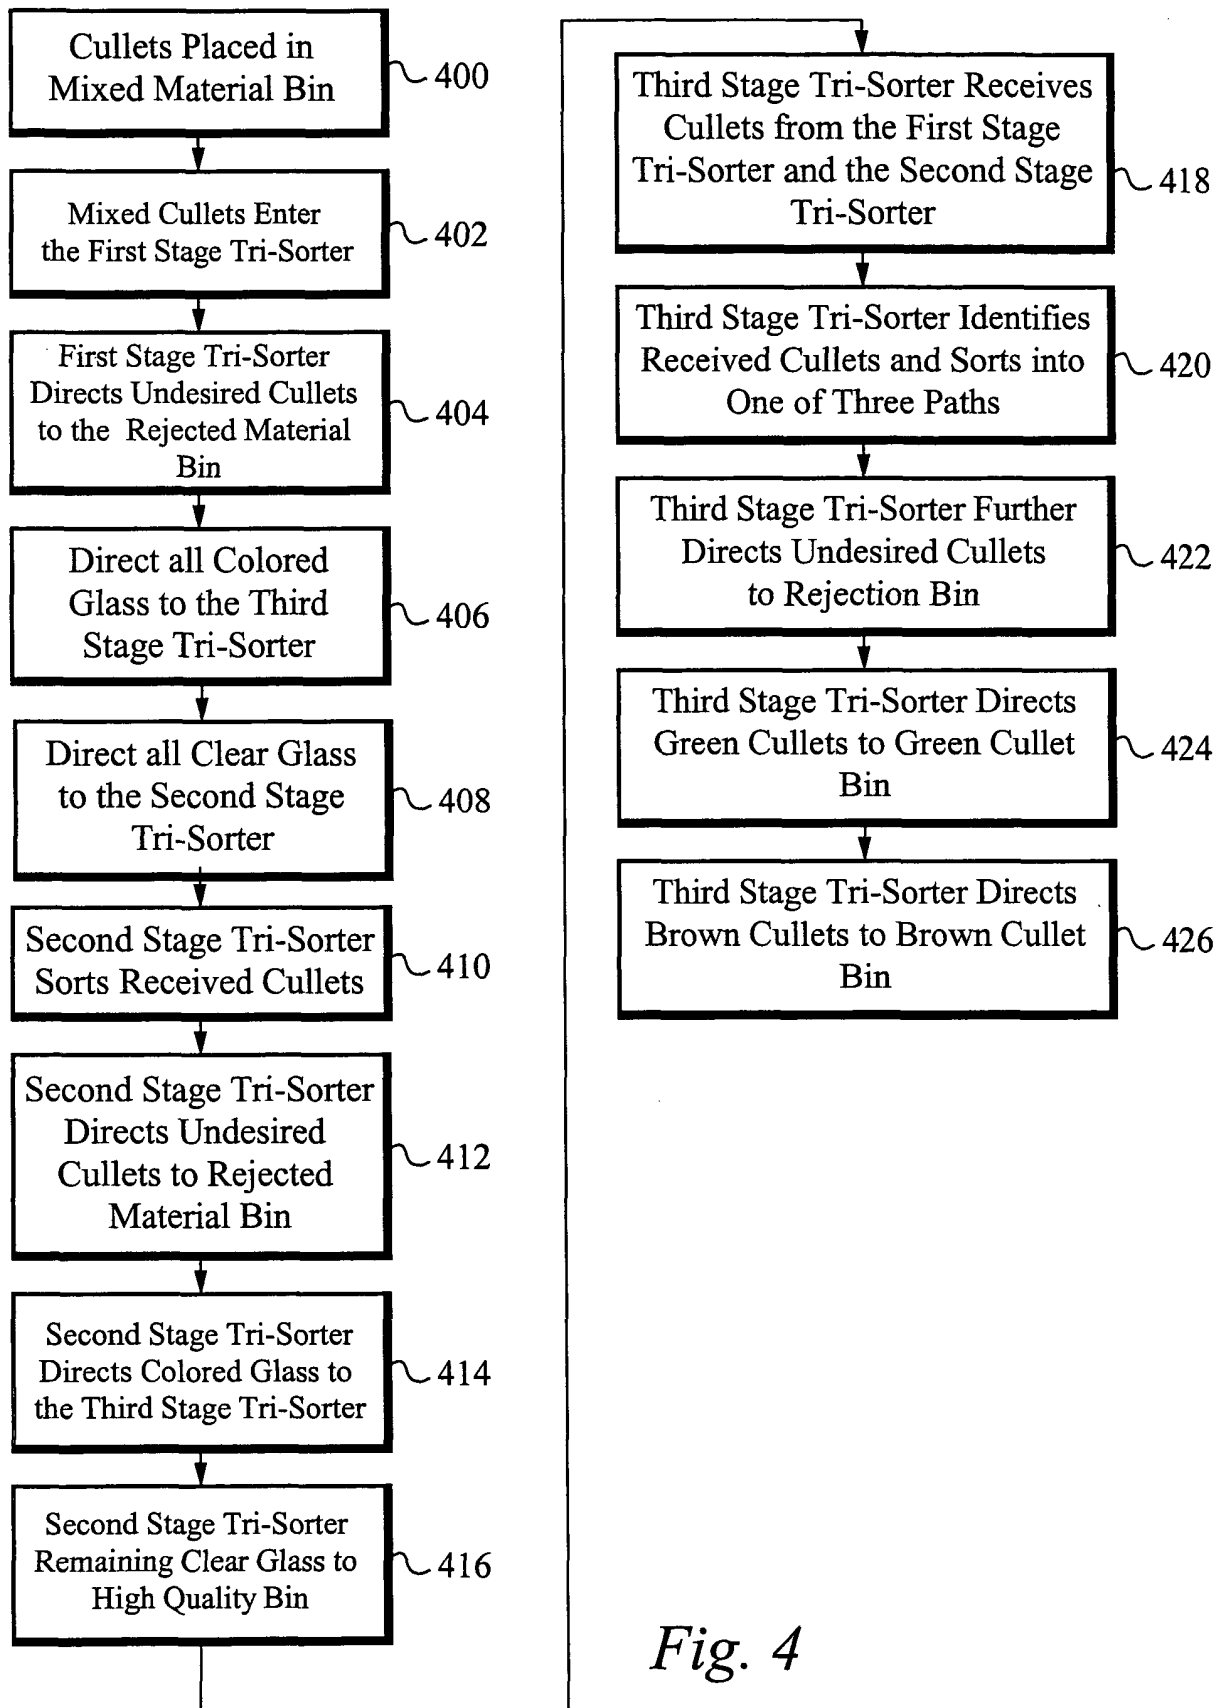 Cullets Placed in
Mixed Material Bin
400
Mixed Cullets Enter
the First Stage Tri-Sorter
402
First Stage Tri-Sorter
Directs Undesired Cullets
to the Rejected Material
Bin
404
Direct all Colored
Glass to the Third
Stage Tri-Sorter
406
Direct all Clear Glass
to the Second Stage
Tri-Sorter
408
Second Stage Tri-Sorter
Sorts Received Cullets
410
Second Stage Tri-Sorter
Directs Undesired
Cullets to Rejected
Material Bin
412
Second Stage Tri-Sorter
Directs Colored Glass to
the Third Stage Tri-Sorter
414
Second Stage Tri-Sorter
Remaining Clear Glass to
High Quality Bin
416
Third Stage Tri-Sorter Receives
Cullets from the First Stage
Tri-Sorter and the Second Stage
Tri-Sorter
418
Third Stage Tri-Sorter Identifies
Received Cullets and Sorts into
One of Three Paths
420
Third Stage Tri-Sorter Further
Directs Undesired Cullets
to Rejection Bin
422
Third Stage Tri-Sorter Directs
Green Cullets to Green Cullet
Bin
424
Third Stage Tri-Sorter Directs
Brown Cullets to Brown Cullet
Bin
426
Fig. 4